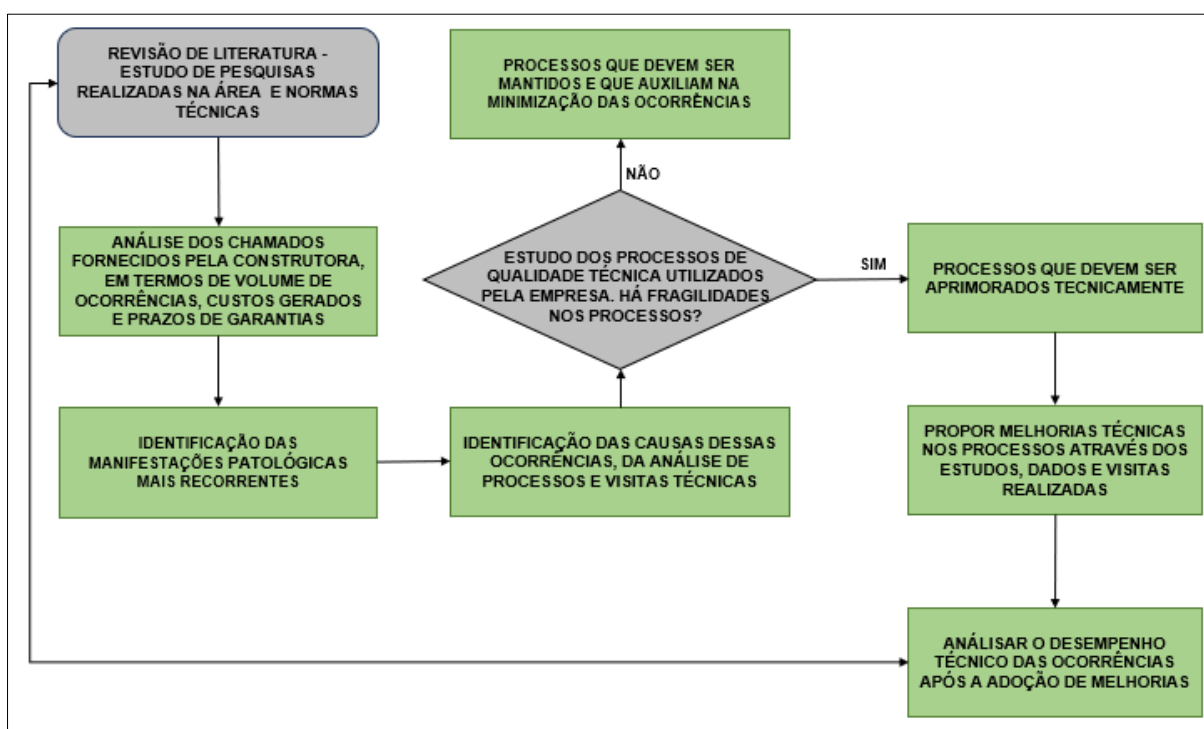 REVISÃO DE LITERATURA -
ESTUDO DE PESQUISAS
REALIZADAS NA ÁREA E NORMAS
TÉCNICAS
ANÁLISE DOS CHAMADOS
FORNECIDOS PELA CONSTRUTORA,
EM TERMOS DE VOLUME DE
OCORRÊNCIAS, CUSTOS GERADOS
E PRAZOS DE GARANTIAS
IDENTIFICAÇÃO DAS
MANIFESTAÇÕES PATOLÓGICAS
MAIS RECORRENTES
IDENTIFICAÇÃO DAS CAUSAS DESSAS
OCORRÊNCIAS, DA ANÁLISE DE
PROCESSOS E VISITAS TÉCNICAS
ESTUDO DOS PROCESSOS DE
QUALIDADE TÉCNICA UTILIZADOS
PELA EMPRESA. HÁ FRAGILIDADES
NOS PROCESSOS?
NÃO
PROCESSOS QUE DEVEM SER
MANTIDOS E QUE AUXILIAM NA
MINIMIZAÇÃO DAS OCORRÊNCIAS
SIM
PROCESSOS QUE DEVEM SER
APRIMORADOS TECNICAMENTE
PROPOR MELHORIAS TÉCNICAS
NOS PROCESSOS ATRAVÉS DOS
ESTUDOS, DADOS E VISITAS
REALIZADAS
ANÁLISAR O DESEMPENHO
TÉCNICO DAS OCORRÊNCIAS
APÓS A ADOÇÃO DE MELHORIAS